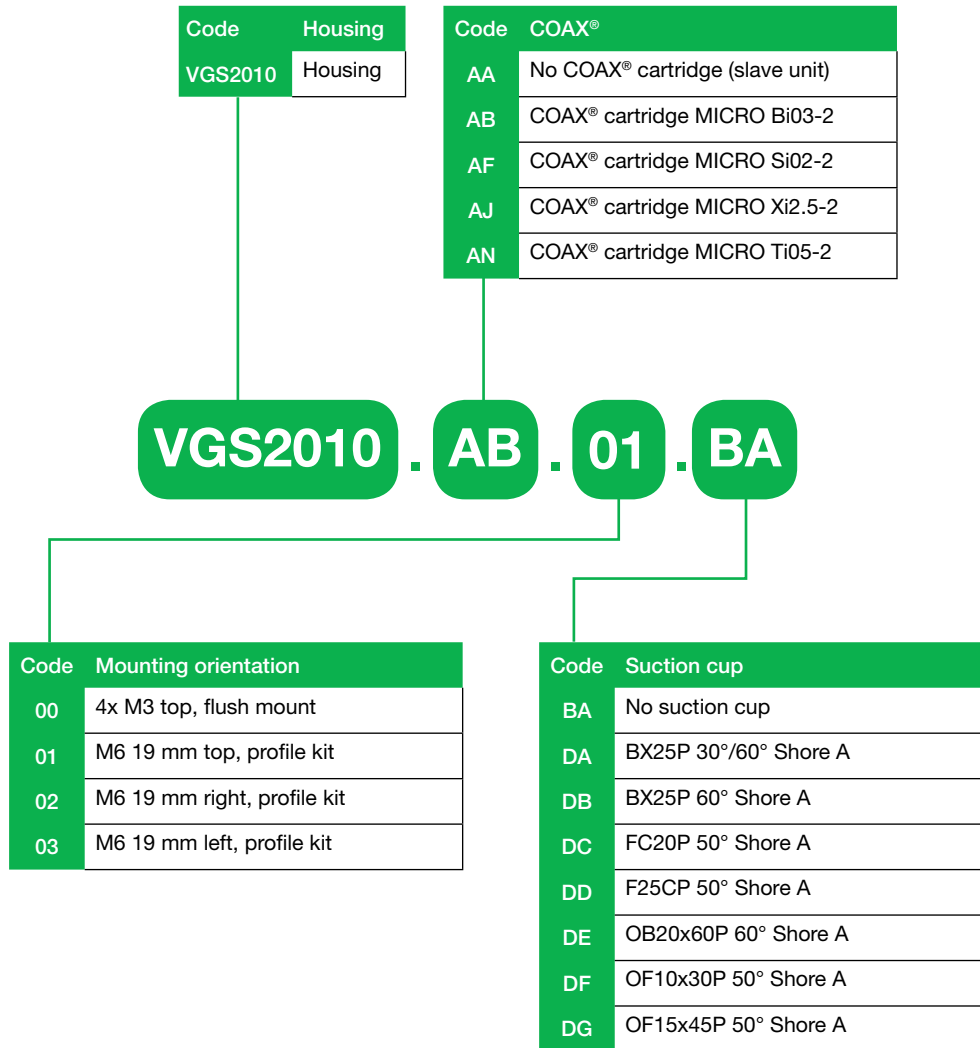 Code Housing
VGS2010 Housing
Code COAX®
AA No COAX® cartridge (slave unit)
AB COAX® cartridge MICRO Bi03-2
AF COAX® cartridge MICRO Si02-2
AJ COAX® cartridge MICRO Xi2.5-2
AN COAX® cartridge MICRO Ti05-2
VGS2010 . AB . 01 . BA
Code Mounting orientation
00 4x M3 top, flush mount
01 M6 19 mm top, profile kit
02 M6 19 mm right, profile kit
03 M6 19 mm left, profile kit
Code Suction cup
BA No suction cup
DA BX25P 30°/60° Shore A
DB BX25P 60° Shore A
DC FC20P 50° Shore A
DD F25CP 50° Shore A
DE OB20x60P 60° Shore A
DF OF10x30P 50° Shore A
DG OF15x45P 50° Shore A